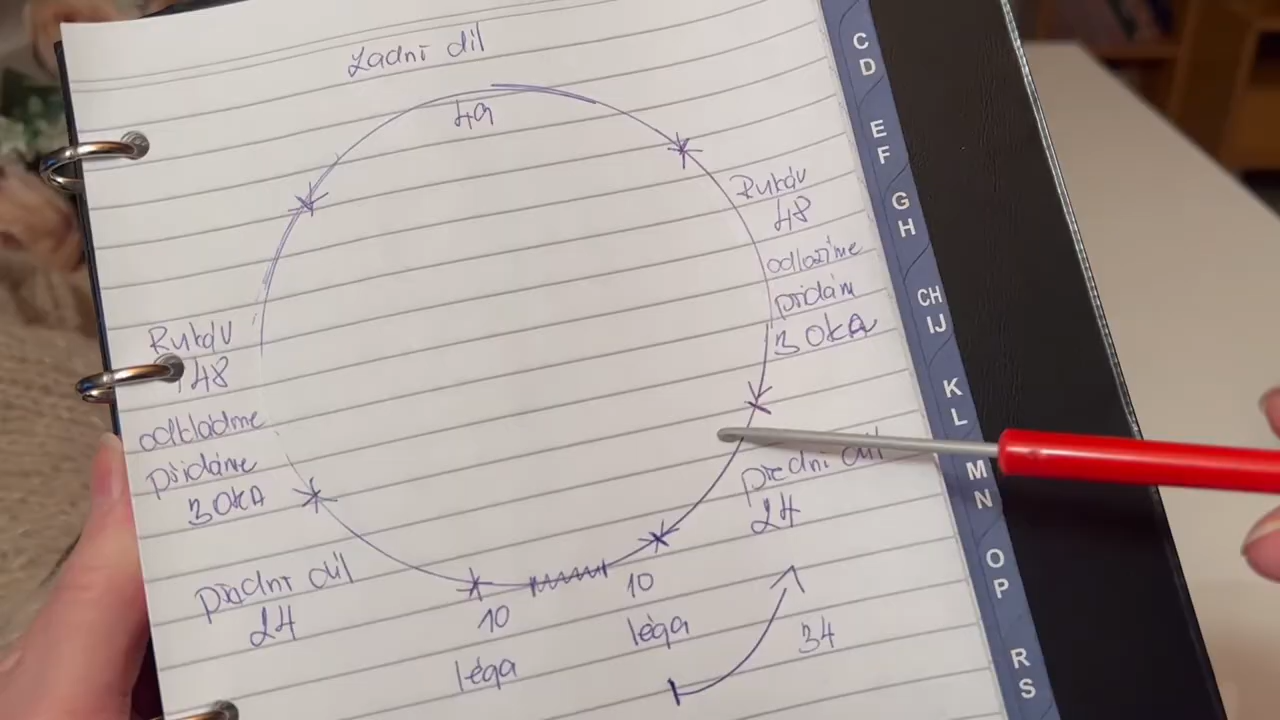 Zadní díl
49
Rukáv
48
odložíme
přidám
3 OKA
Rukáv
48
odkládme
přidáme
3 OKA
přední díl
24
přední díl
24
10
léga
10
léga
34
C
D
E
F
G
H
CH
IJ
K
L
M
N
O
P
R
S